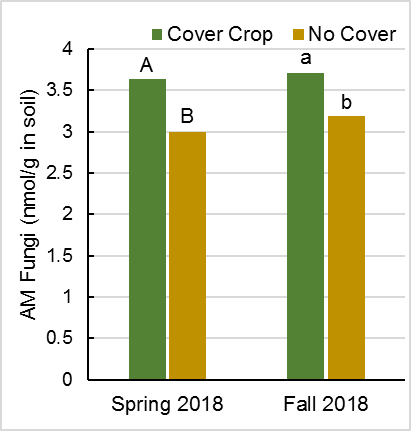 Cover Crop No Cover
AM Fungi (nmol/g in soil)
4
3.5
3
2.5
2
1.5
1
0.5
0
A
B
a
b
Spring 2018 Fall 2018